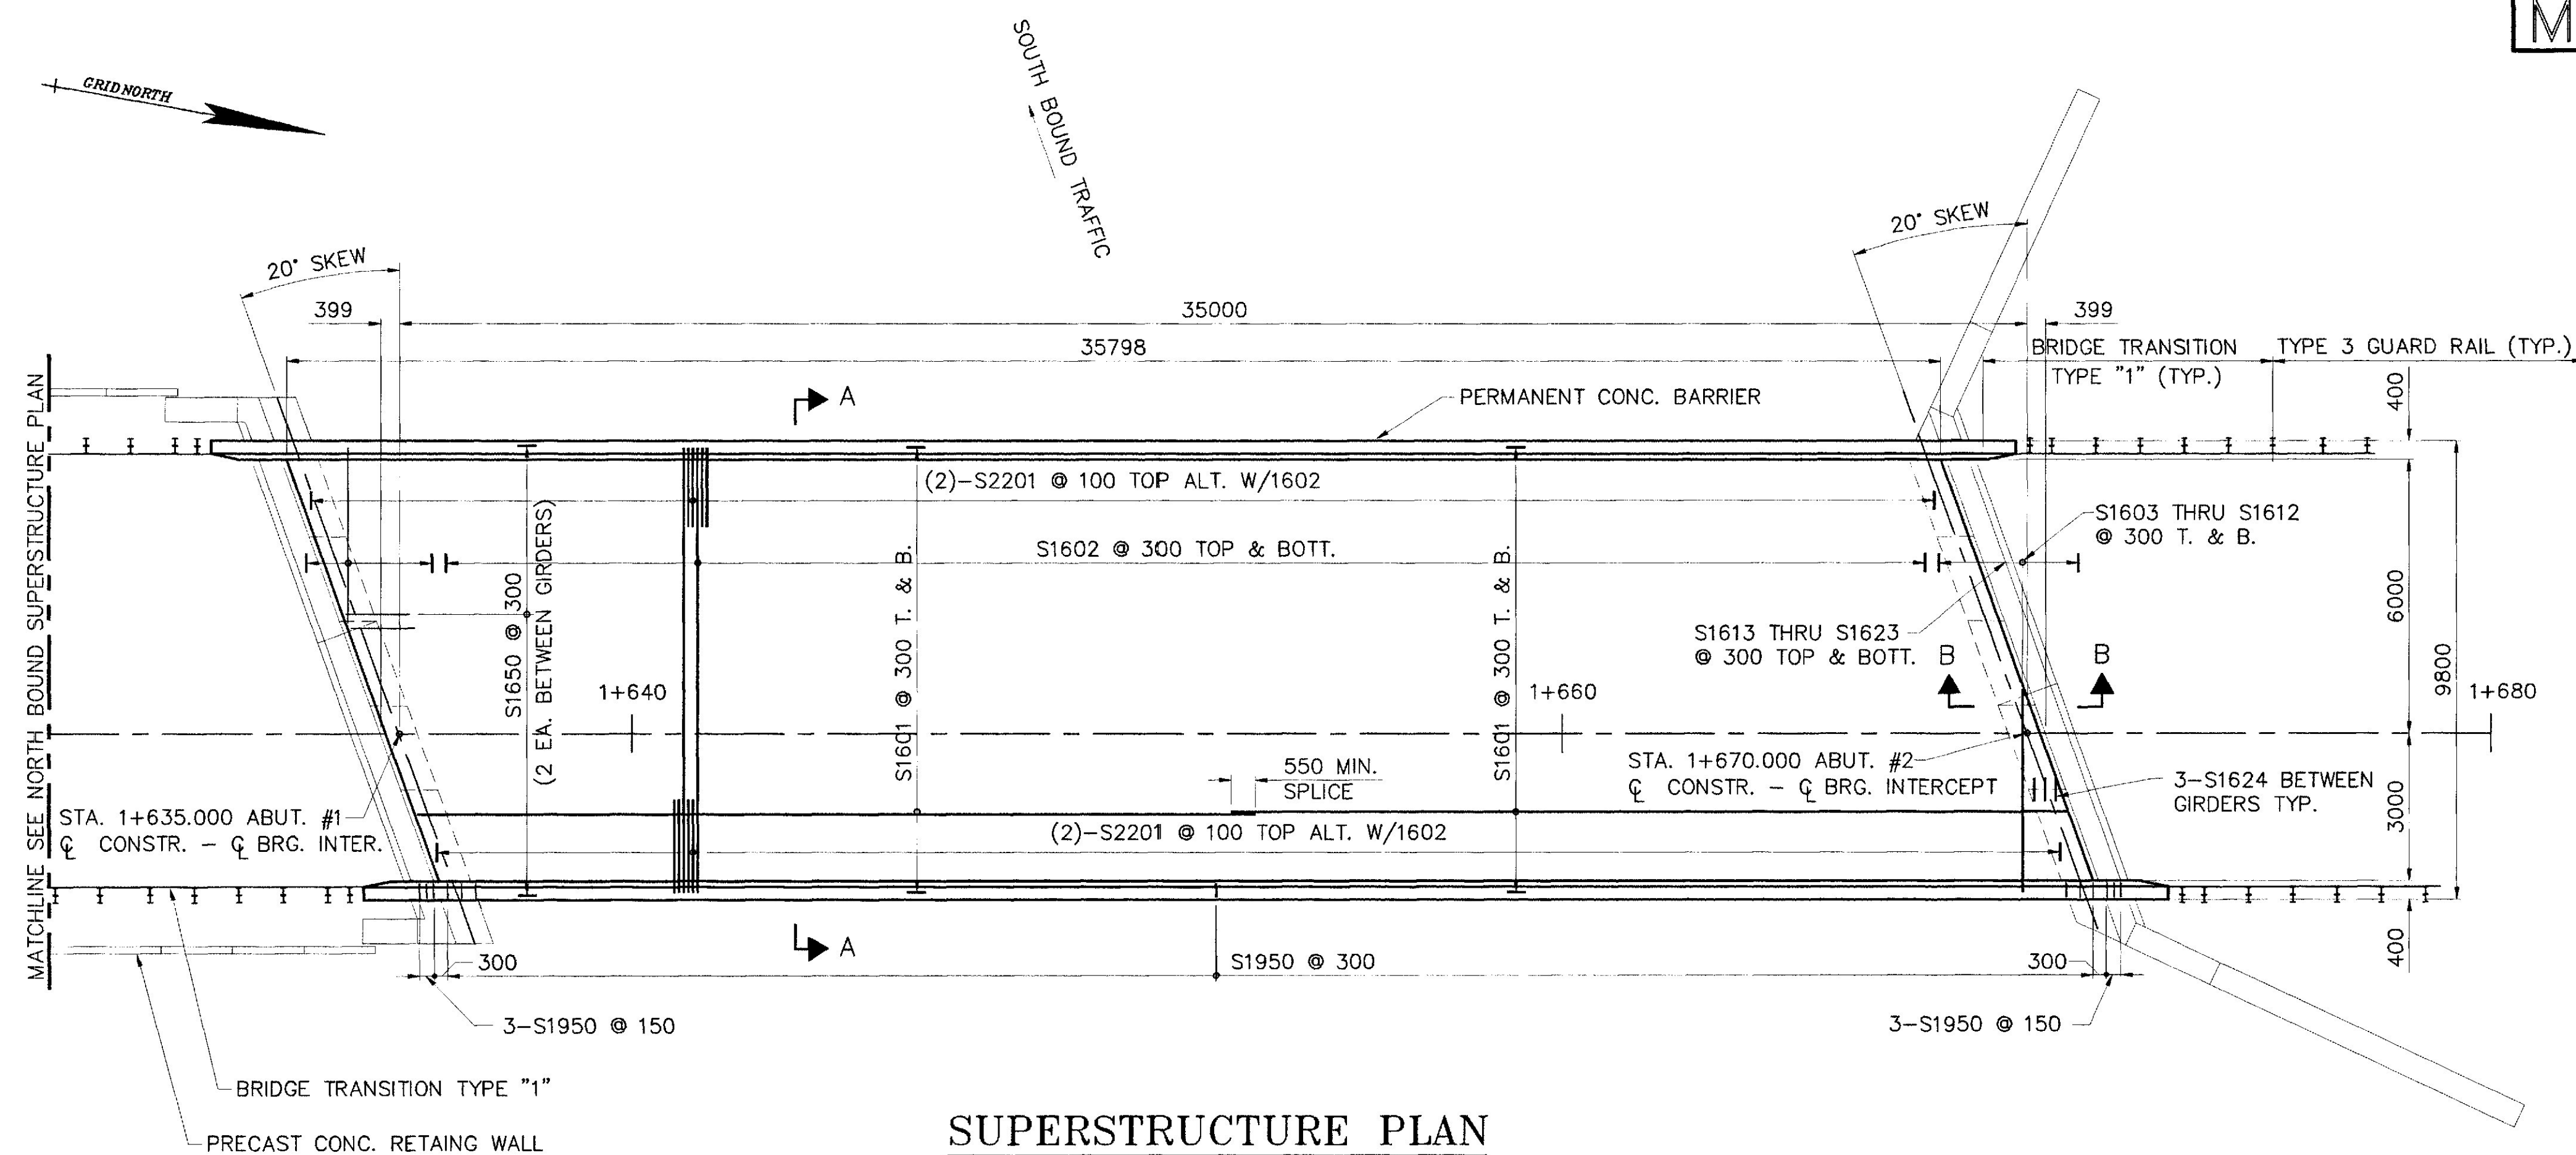 M
GRID NORTH
SOUTH BOUND TRAFFIC
20° SKEW
20° SKEW
399
35000
399
35798
BRIDGE TRANSITION
TYPE "1" (TYP.)
TYPE 3 GUARD RAIL (TYP.)
400
A
PERMANENT CONC. BARRIER
MATCHLINE SEE NORTH BOUND SUPERSTRUCTURE PLAN
(2)-S2201 @ 100 TOP ALT. W/1602
S1603 THRU S1612
@ 300 T. & B.
S1602 @ 300 TOP & BOTT.
S1650 @ 300
(2 EA. BETWEEN GIRDERS)
S1601 @ 300 T. & B.
S1601 @ 300 T. & B.
6000
9800
S1613 THRU S1623
@ 300 TOP & BOTT.
B
B
1+640
1+660
1+680
STA. 1+635.000 ABUT. #1
℄ CONSTR. - ℄ BRG. INTER.
550 MIN.
SPLICE
STA. 1+670.000 ABUT. #2
℄ CONSTR. - ℄ BRG. INTERCEPT
3-S1624 BETWEEN
GIRDERS TYP.
3000
(2)-S2201 @ 100 TOP ALT. W/1602
A
400
300
S1950 @ 300
300
3-S1950 @ 150
3-S1950 @ 150
BRIDGE TRANSITION TYPE "1"
PRECAST CONC. RETAING WALL
SUPERSTRUCTURE PLAN